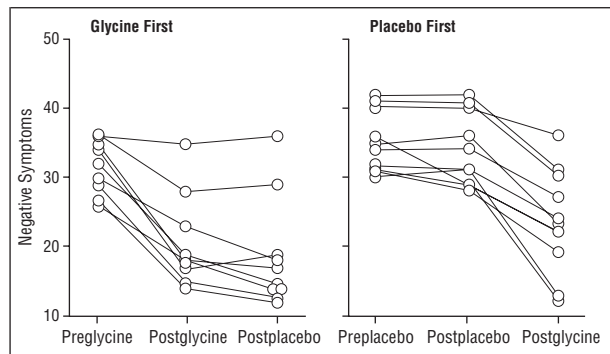 Glycine First
Placebo First
50
40
30
20
10
Negative Symptoms
Preglycine Postglycine Postplacebo
Preplacebo Postplacebo Postglycine